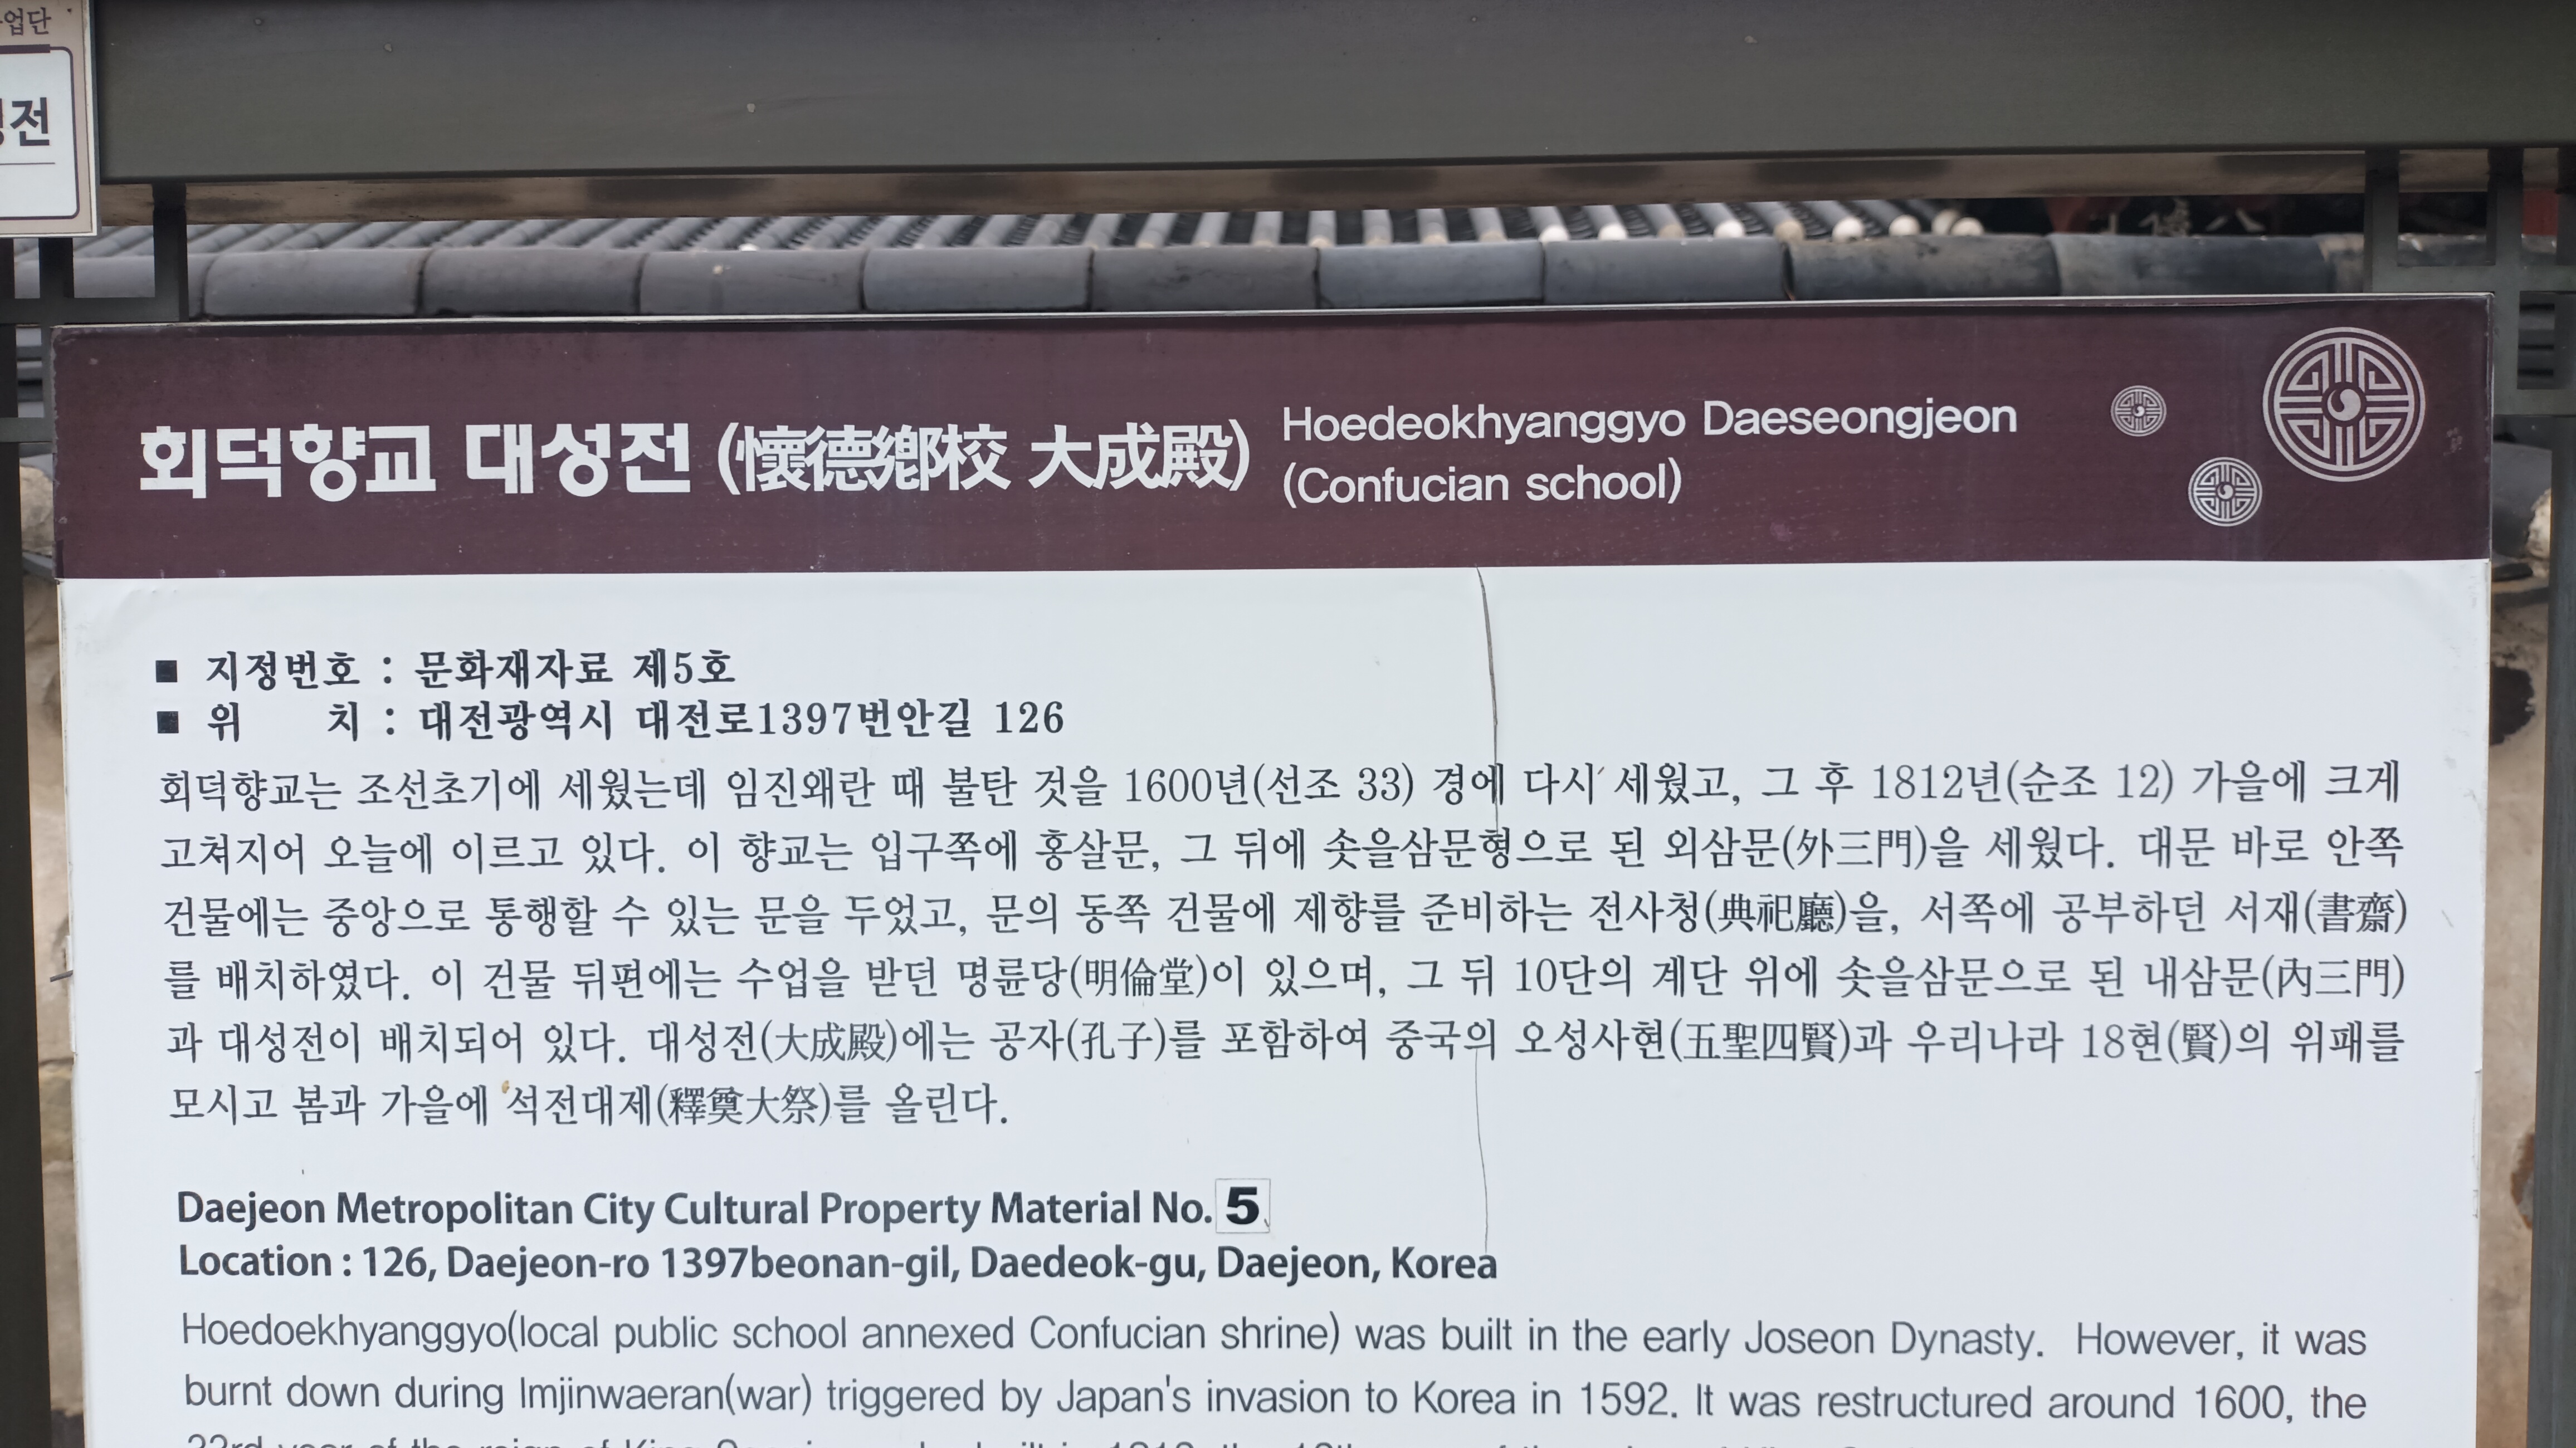 업단
전
회덕향교 대성전 (懷德鄕校 大成殿) Hoedeokhyanggyo Daeseongjeon
(Confucian school)
■ 지정번호 : 문화재자료 제5호
■ 위 치 : 대전광역시 대전로1397번안길 126
회덕향교는 조선초기에 세웠는데 임진왜란 때 불탄 것을 1600년(선조 33) 경에 다시 세웠고, 그 후 1812년(순조 12) 가을에 크게
고쳐지어 오늘에 이르고 있다. 이 향교는 입구쪽에 홍살문, 그 뒤에 솟을삼문형으로 된 외삼문(外三門)을 세웠다. 대문 바로 안쪽
건물에는 중앙으로 통행할 수 있는 문을 두었고, 문의 동쪽 건물에 제향를 준비하는 전사청(典祀廳)을, 서쪽에 공부하던 서재(書齋)
를 배치하였다. 이 건물 뒤편에는 수업을 받던 명륜당(明倫堂)이 있으며, 그 뒤 10단의 계단 위에 솟을삼문으로 된 내삼문(內三門)
과 대성전이 배치되어 있다. 대성전(大成殿)에는 공자(孔子)를 포함하여 중국의 오성사현(五聖四賢)과 우리나라 18현(賢)의 위패를
모시고 봄과 가을에 석전대제(釋奠大祭)를 올린다.
Daejeon Metropolitan City Cultural Property Material No. 5
Location : 126, Daejeon-ro 1397beonan-gil, Daedeok-gu, Daejeon, Korea
Hoedoekhyanggyo(local public school annexed Confucian shrine) was built in the early Joseon Dynasty. However, it was
burnt down during Imjinwaeran(war) triggered by Japan's invasion to Korea in 1592. It was restructured around 1600, the